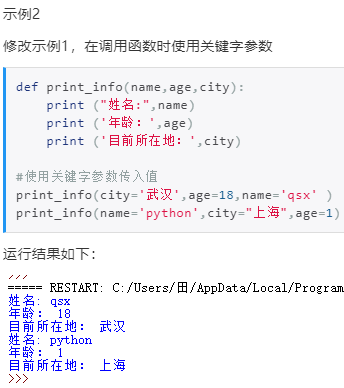 示例2
修改示例1，在调用函数时使用关键字参数
def print_info(name,age,city):
    print ("姓名:",name)
    print ('年龄：',age)
    print ('目前所在地：',city)
#使用关键字参数传入值
print_info(city='武汉',age=18,name='qsx' )
print_info(name='python',city="上海",age=1)
运行结果如下：
===== RESTART: C:/Users/田/AppData/Local/Program
姓名: qsx
年龄： 18
目前所在地： 武汉
姓名: python
年龄： 1
目前所在地： 上海
>>>